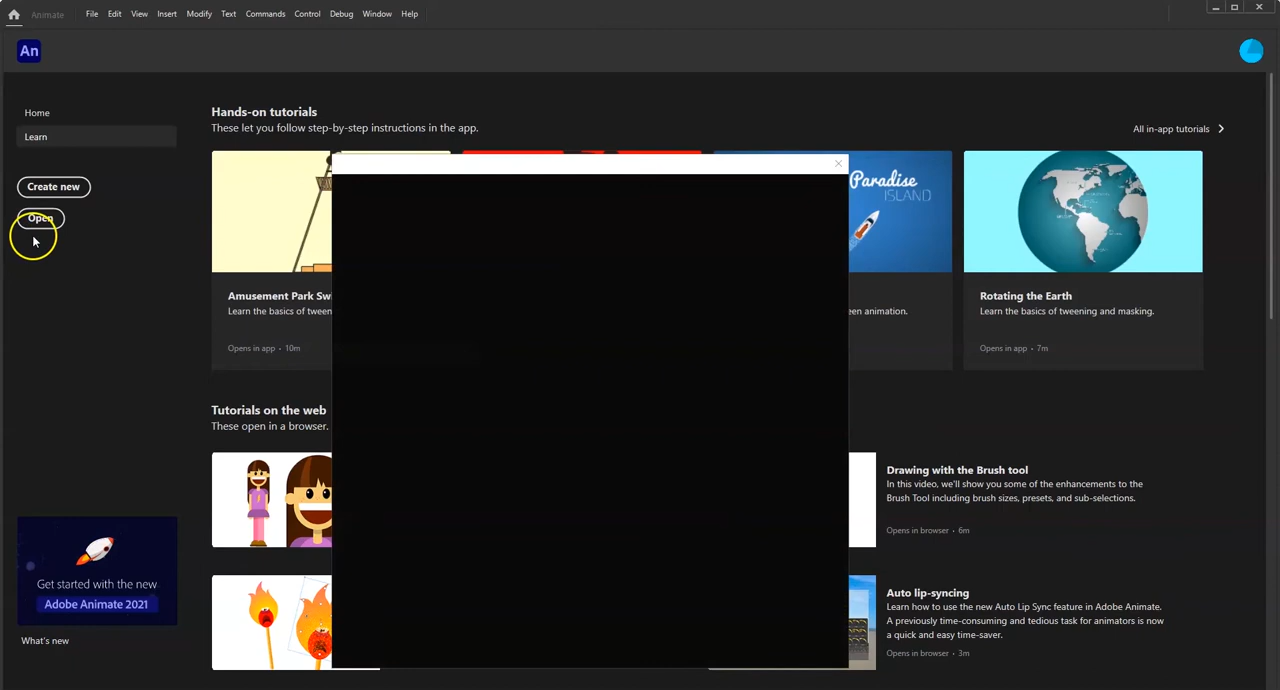 Animate File Edit View Insert Modify Text Commands Control Debug Window Help
An
Home
Learn
Create new
Open
Hands-on tutorials
These let you follow step-by-step instructions in the app.
All in-app tutorials
Paradise
ISLAND
Amusement Park Swi
Learn the basics of tween
Opens in app • 10m
een animation.
Rotating the Earth
Learn the basics of tweening and masking.
Opens in app • 7m
Tutorials on the web
These open in a browser.
Drawing with the Brush tool
In this video, we'll show you some of the enhancements to the
Brush Tool including brush sizes, presets, and sub-selections.
Opens in browser • 6m
Auto lip-syncing
Learn how to use the new Auto Lip Sync feature in Adobe Animate.
A previously time-consuming and tedious task for animators is now
a quick and easy time-saver.
Opens in browser • 3m
Get started with the new
Adobe Animate 2021
What's new